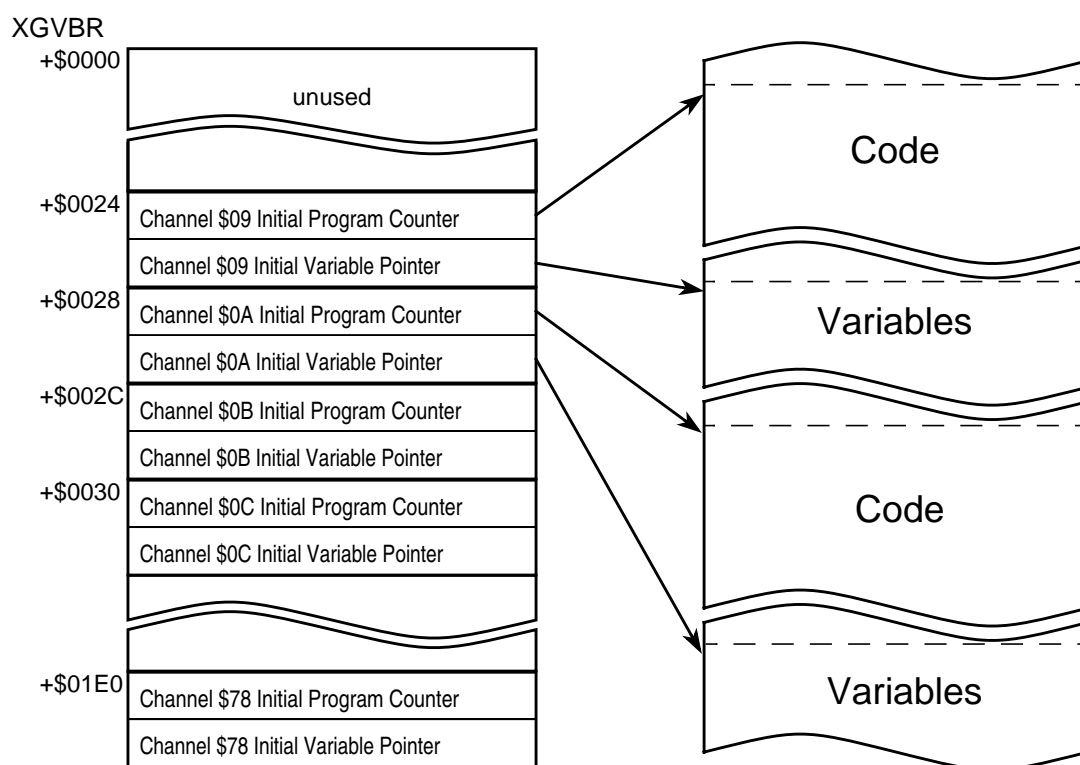 XGVBR
+$0000
unused
+$0024
Channel $09 Initial Program Counter
Channel $09 Initial Variable Pointer
+$0028
Channel $0A Initial Program Counter
Channel $0A Initial Variable Pointer
+$002C
Channel $0B Initial Program Counter
Channel $0B Initial Variable Pointer
+$0030
Channel $0C Initial Program Counter
Channel $0C Initial Variable Pointer
+$01E0
Channel $78 Initial Program Counter
Channel $78 Initial Variable Pointer
Code
Variables
Code
Variables